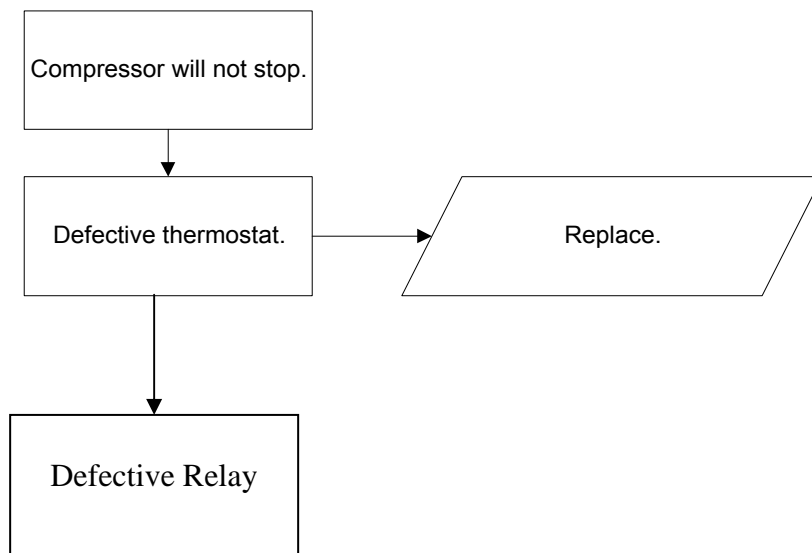 Compressor will not stop.
Defective thermostat.
Replace.
Defective Relay